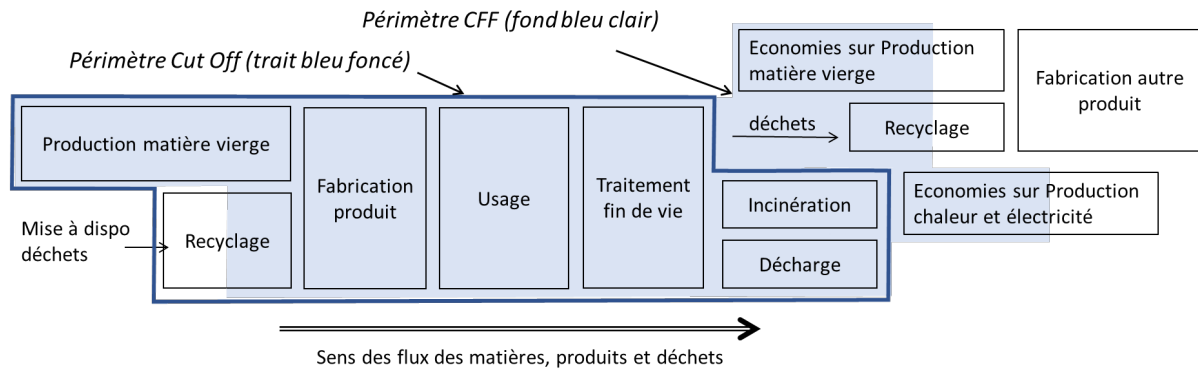 Périmètre CFF (fond bleu clair)
Périmètre Cut Off (trait bleu foncé)
Economies sur Production
matière vierge
Fabrication autre
produit
déchets
Recyclage
Production matière vierge
Fabrication
produit
Usage
Traitement
fin de vie
Incinération
Economies sur Production
chaleur et électricité
Mise à dispo
déchets
Recyclage
Décharge
Sens des flux des matières, produits et déchets